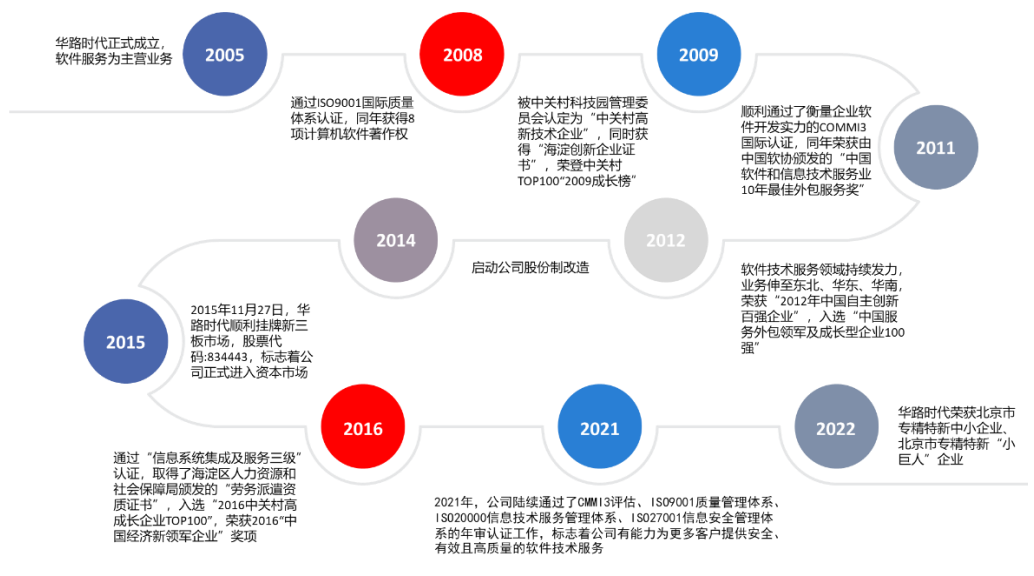 2005
华路时代正式成立，
软件服务为主营业务
2008
通过ISO9001国际质量
体系认证，同年获得8
项计算机软件著作权
2009
被中关村科技园管理委
员会认定为“中关村高
新技术企业”，同时获
得“海淀创新企业证
书”，荣登中关村
TOP100“2009成长榜”
2011
顺利通过了衡量企业软
件开发实力的COMMI3
国际认证，同年荣获由
中国软协颁发的“中国
软件和信息技术服务业
10年最佳外包服务奖”
2012
软件技术服务领域持续发力，
业务伸至东北、华东、华南，
荣获“2012年中国自主创新
百强企业”，入选“中国服
务外包领军及成长型企业100
强”
2014
启动公司股份制改造
2015
2015年11月27日，华
路时代顺利挂牌新三
板市场，股票代
码:834443，标志着公
司正式进入资本市场
2016
通过“信息系统集成及服务三级”
认证，取得了海淀区人力资源和
社会保障局颁发的“劳务派遣资
质证书”，入选“2016中关村高
成长企业TOP100”，荣获2016“中
国经济新领军企业”奖项
2021
2021年，公司陆续通过了CMMI3评估、ISO9001质量管理体系、
ISO20000信息技术服务管理体系、ISO27001信息安全管理体
系的年审认证工作，标志着公司有能力为更多客户提供安全、
有效且高质量的软件技术服务
2022
华路时代荣获北京市
专精特新中小企业、
北京市专精特新“小
巨人”企业